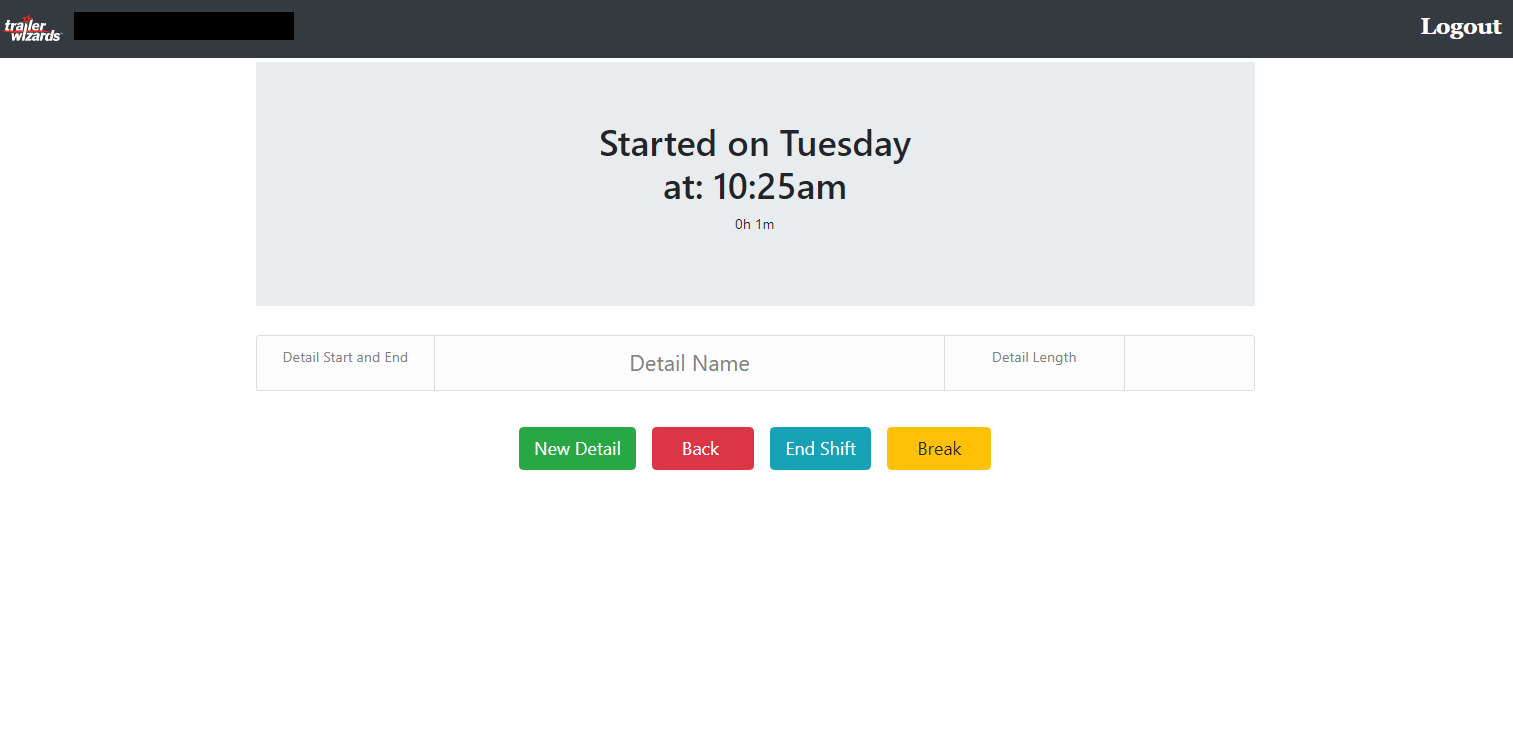 trailer
wizards
Logout
Started on Tuesday
at: 10:25am
0h 1m
Detail Start and End
Detail Name
Detail Length
New Detail
Back
End Shift
Break